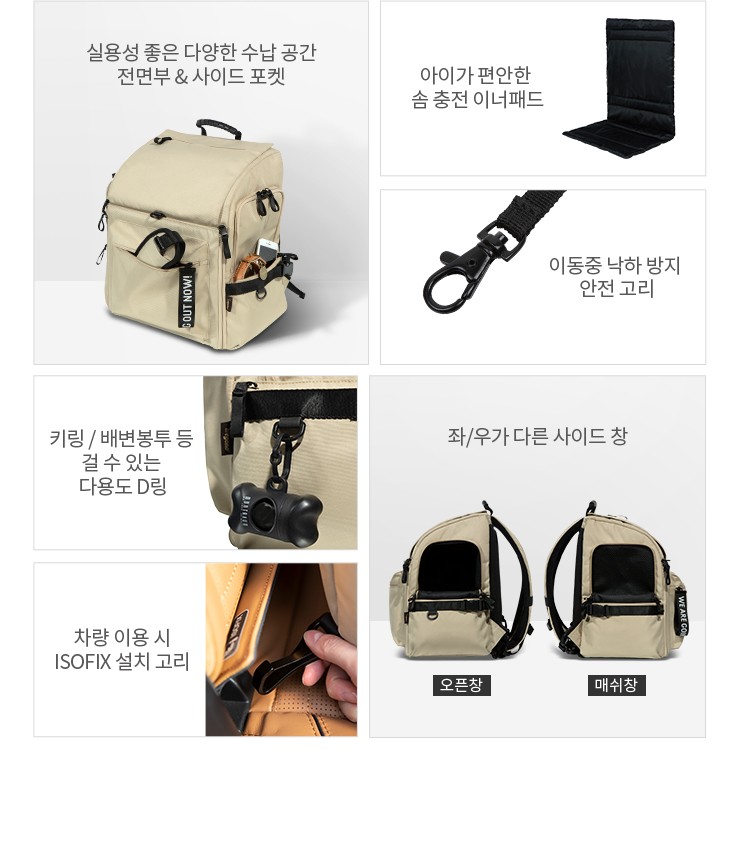 실용성 좋은 다양한 수납 공간
전면부 & 사이드 포켓
G OUT NOW!
아이가 편안한
솜 충전 이너패드
이동중 낙하 방지
안전 고리
키링 / 배변봉투 등
걸 수 있는
다용도 D링
좌/우가 다른 사이드 창
WE ARE GO
오픈창
매쉬창
차량 이용 시
ISOFIX 설치 고리